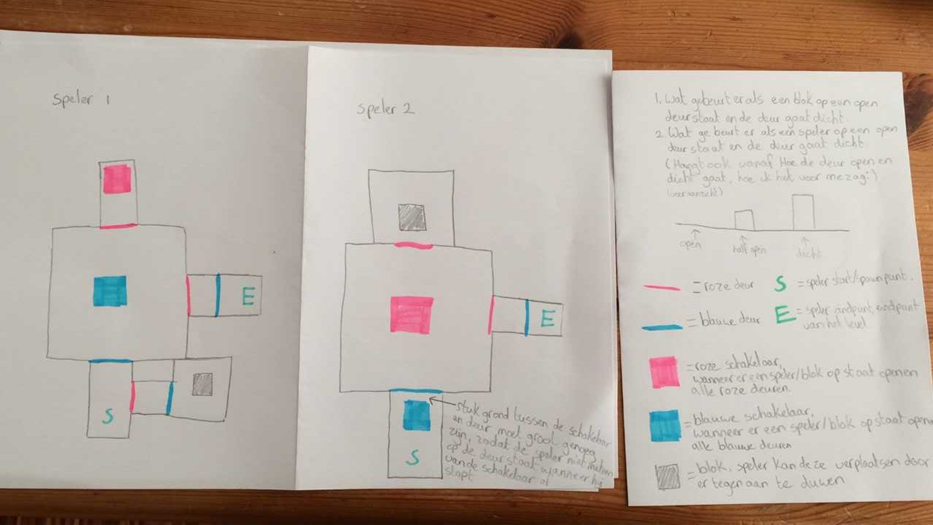 Speler 1
E
S
Speler 2
E
S
stuk grond tussen de schakelaar
en deur moet groot genoeg
zijn, zodat de speler niet meteen
op de deur staat wanneer hij
van de schakelaar af
stapt
1. Wat gebeurt er als een blok op een open
deur staat en de deur gaat dicht
2. Wat gebeurt er als een speler op een open
deur staat en de deur gaat dicht.
(Hangt ook vanaf. Hoe de deur open en
dicht gaat, hoe ik het voor me zag:)
(vooraanzicht)
open
half open
dicht
= roze deur
S = speler start/spawnpunt.
= blauwe deur
E = speler eindpunt, eindpunt
van het level
= roze schakelaar,
wanneer er een speler/blok op staat openen
alle roze deuren.
= blauwe schakelaar,
wanneer er een speler/blok op staat openen
alle blauwe deuren
= blok, speler kan deze verplaatsen door
er tegen aan te duwen